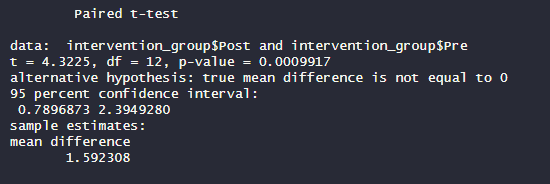 Paired t-test
data:  intervention_group$Post and intervention_group$Pre
t = 4.3225, df = 12, p-value = 0.0009917
alternative hypothesis: true mean difference is not equal to 0
95 percent confidence interval:
 0.7896873 2.3949280
sample estimates:
mean difference
       1.592308